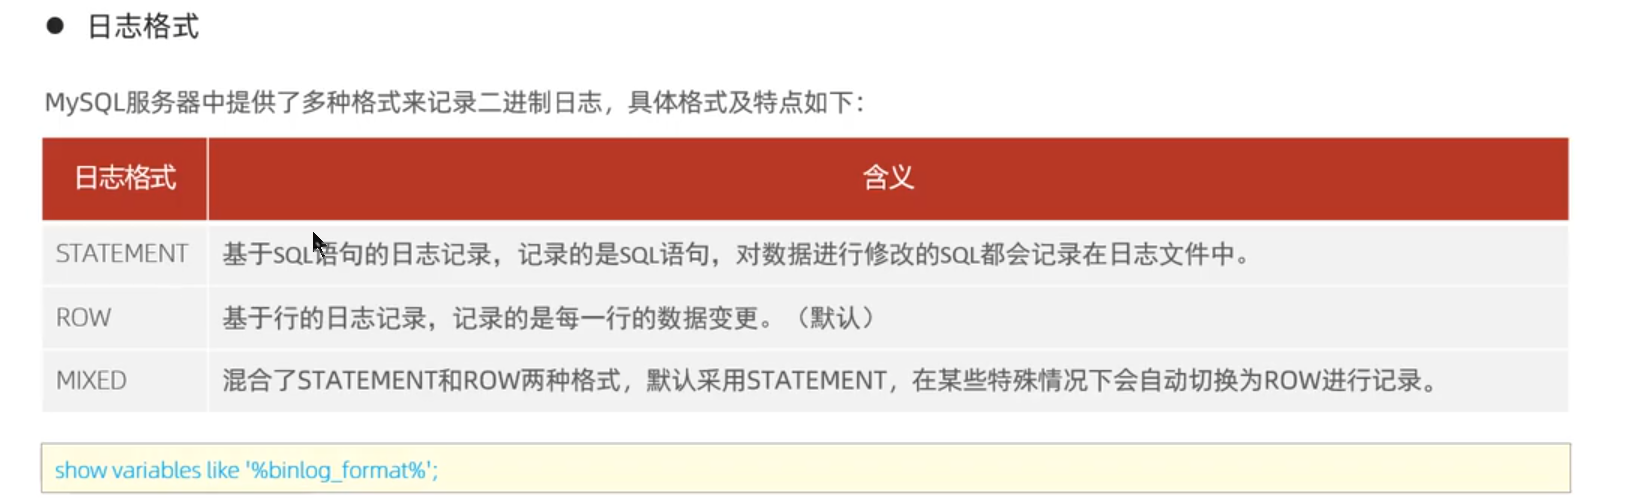 ● 日志格式
MySQL服务器中提供了多种格式来记录二进制日志，具体格式及特点如下：
日志格式 含义
STATEMENT 基于SQL语句的日志记录，记录的是SQL语句，对数据进行修改的SQL都会记录在日志文件中。
ROW 基于行的日志记录，记录的是每一行的数据变更。（默认）
MIXED 混合了STATEMENT和ROW两种格式，默认采用STATEMENT，在某些特殊情况下会自动切换为ROW进行记录。
show variables like '%binlog_format%';